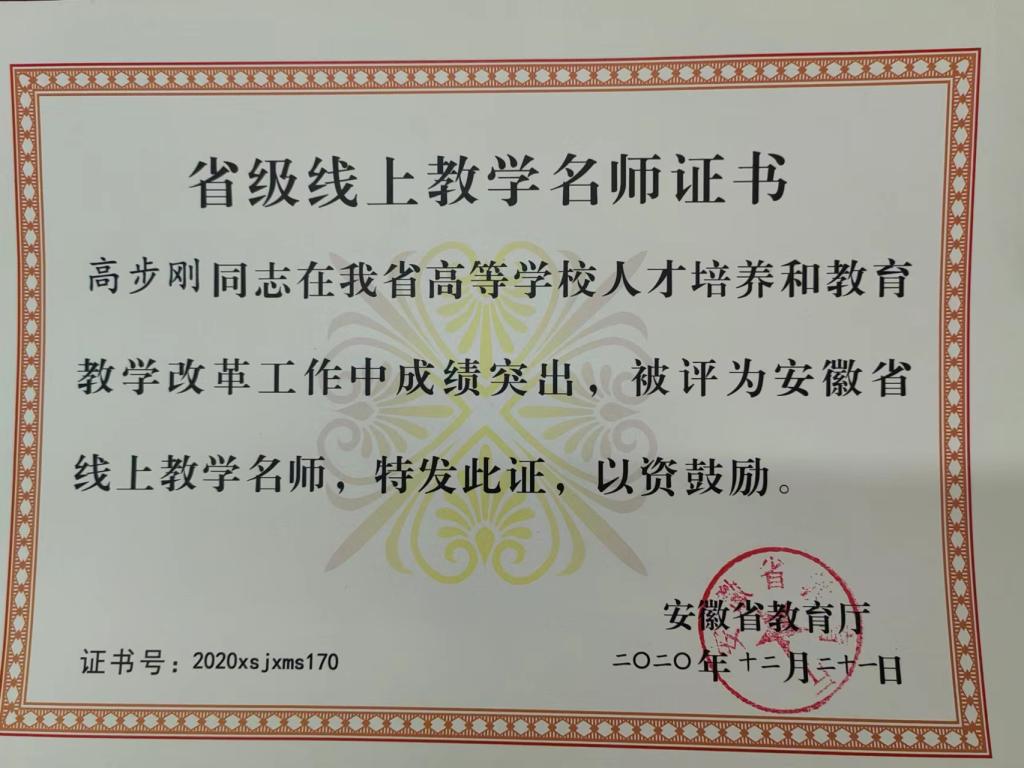 省级线上教学名师证书
高步刚同志在我省高等学校人才培养和教育
教学改革工作中成绩突出，被评为安徽省
线上教学名师，特发此证，以资鼓励。
安徽省教育厅
证书号：2020xsjxms170
二〇二〇年十二月二十一日